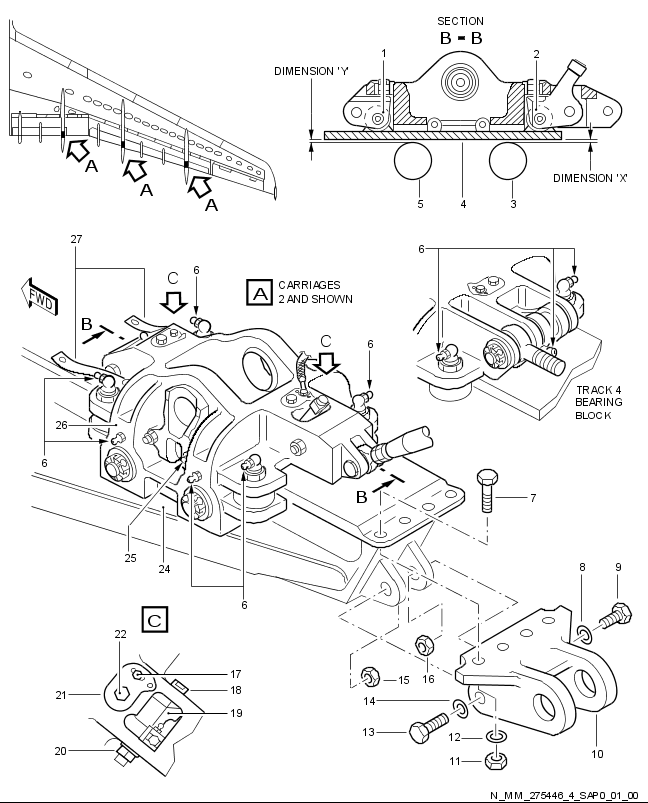 SECTION
B - B
DIMENSION 'Y'
1
2
A
A
A
5
4
3
DIMENSION 'X'
27
C
6
A
CARRIAGES
2 AND SHOWN
6
FWD
B
C
6
TRACK 4
BEARING
BLOCK
26
6
B
7
25
24
6
8
9
C
22
17
18
21
19
20
15
16
14
13
12
11
10
N_MM_275446_4_SAP0_01_00